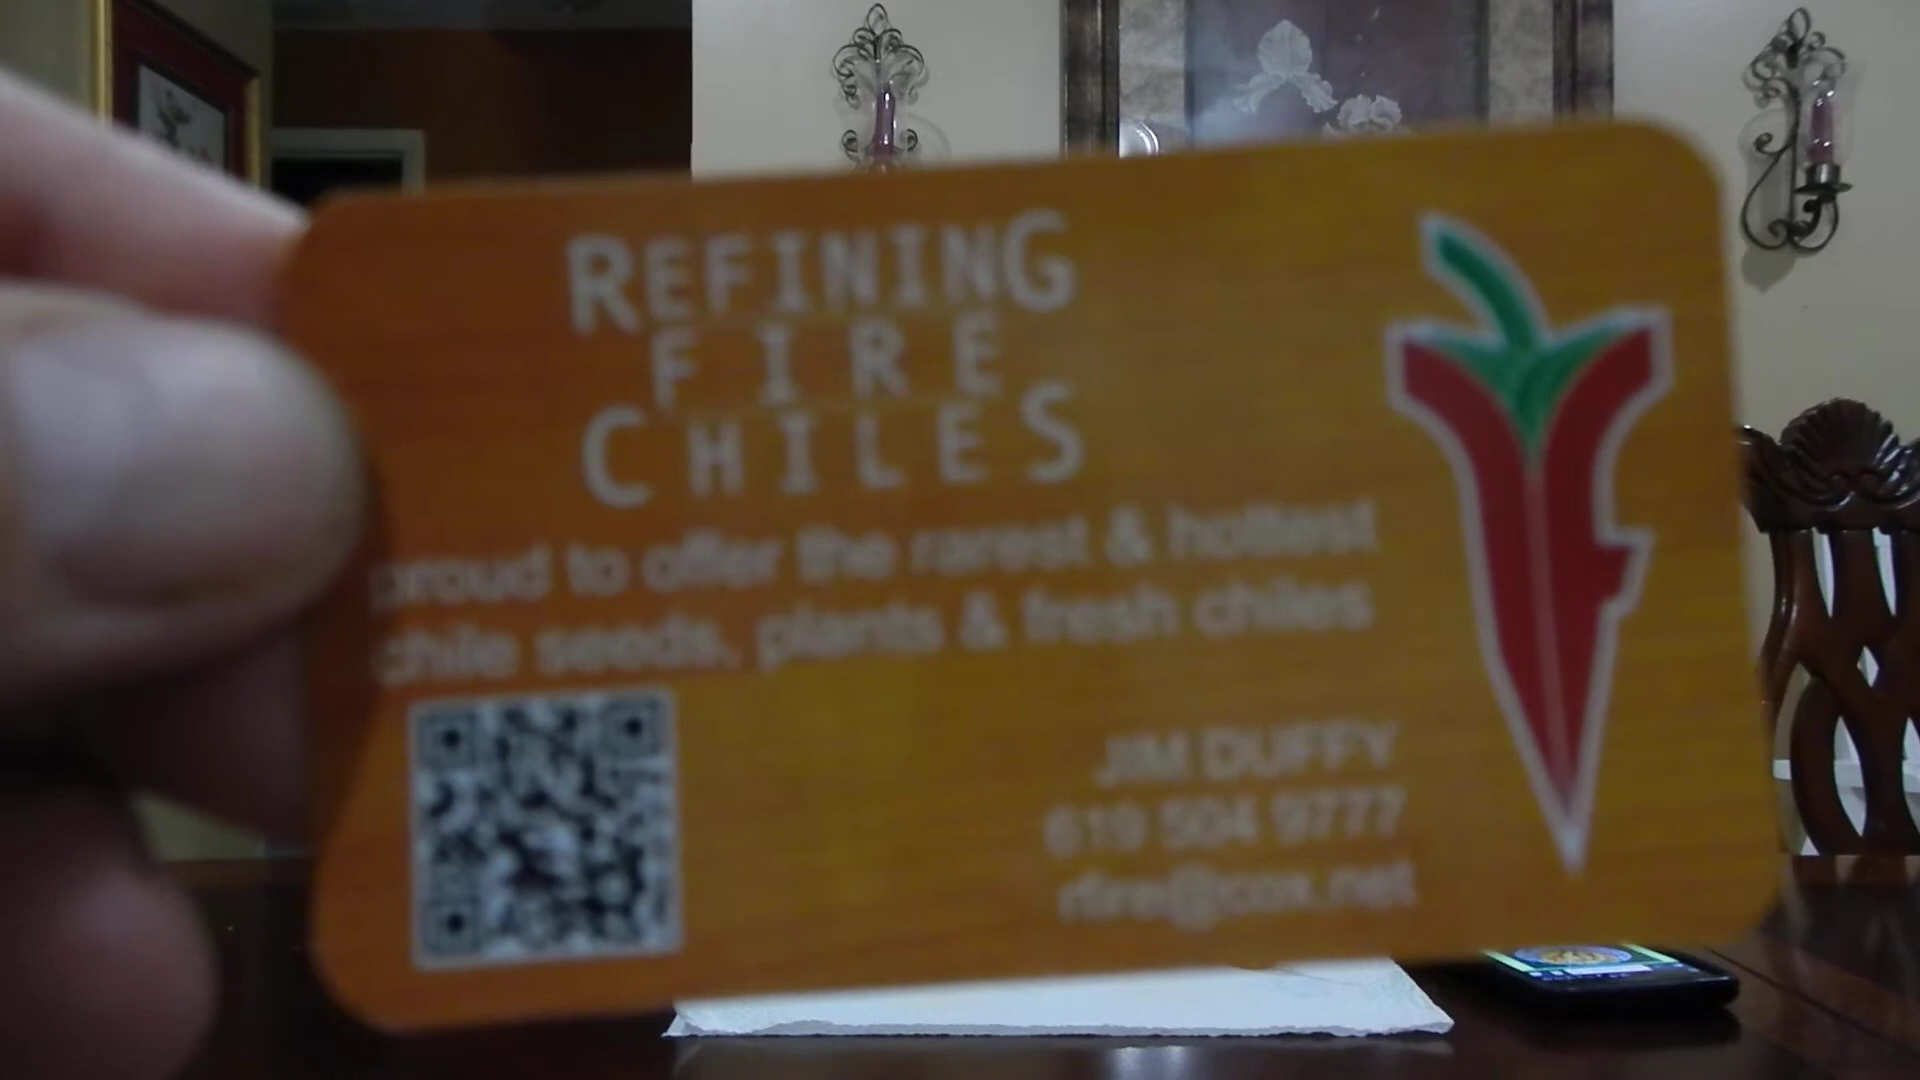 REFINING
FIRE
CHILES
proud to offer the rarest & hottest
chile seeds, plants & fresh chiles
JIM DUFFY
619 504 9777
rfire@cox.net